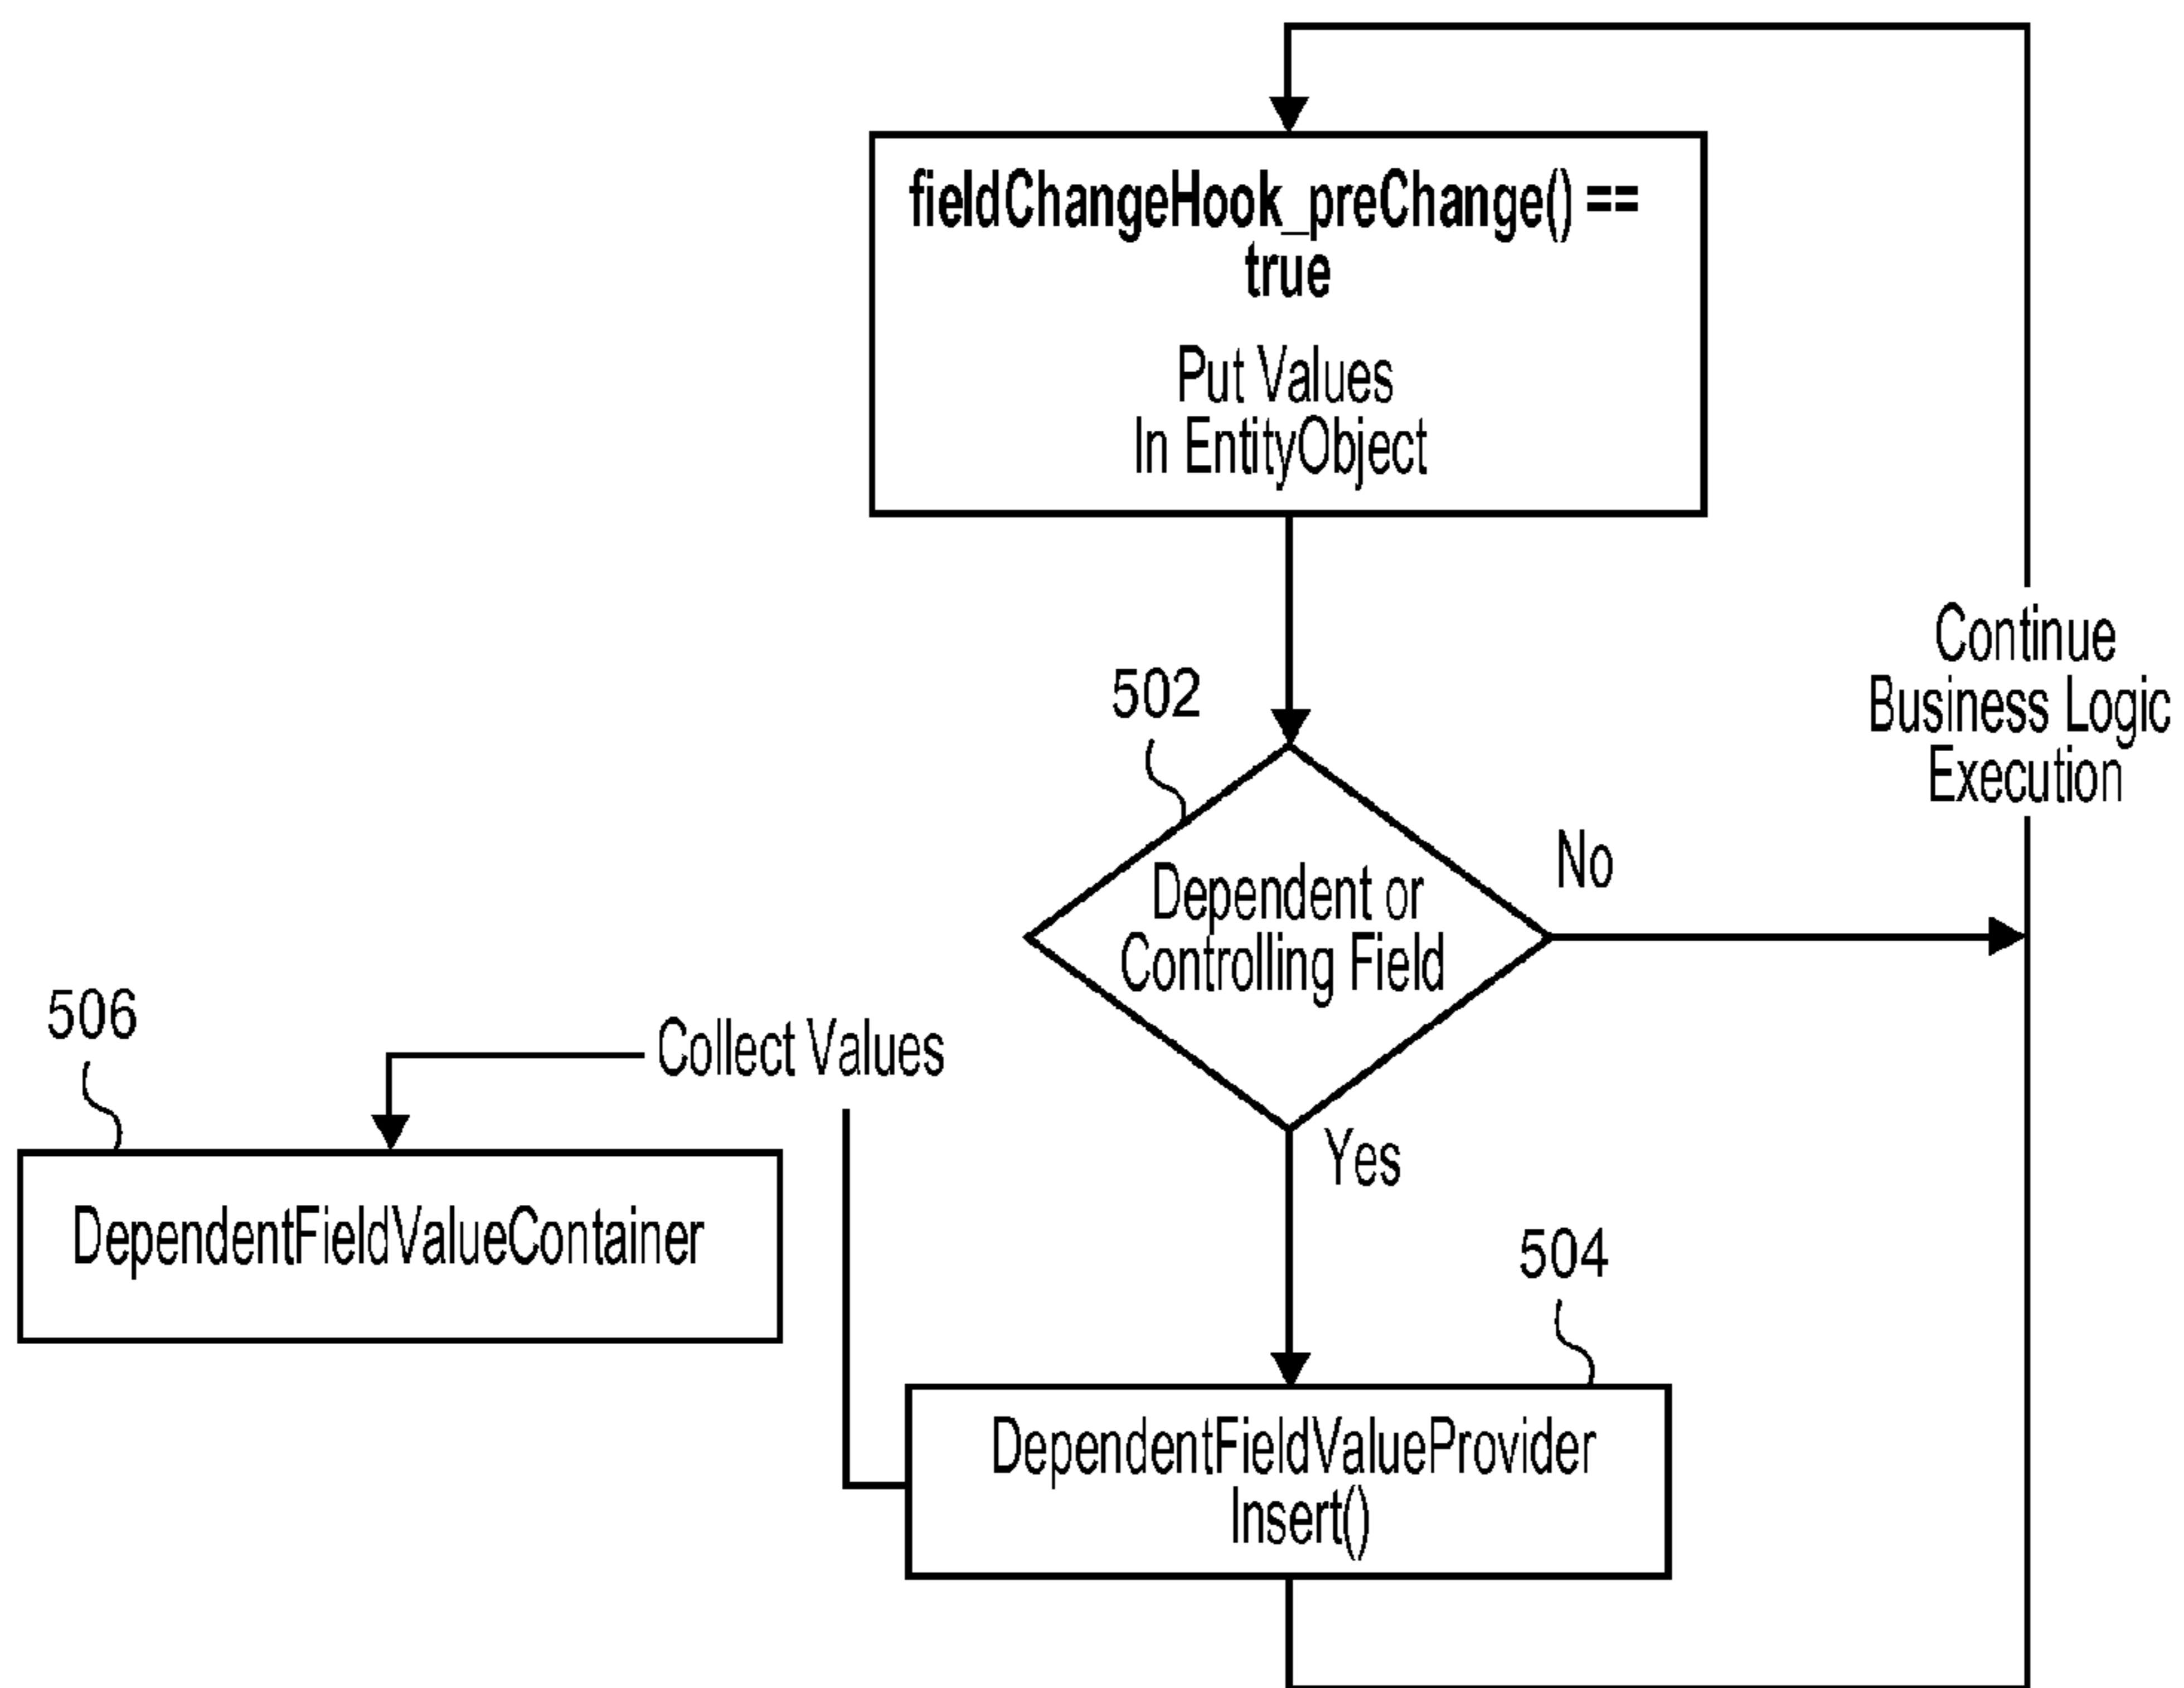 fieldChangeHook_preChange() ==
true
Put Values
In EntityObject
Continue
Business Logic
Execution
502
Dependent or
Controlling Field
No
Yes
506
Collect Values
DependentFieldValueContainer
504
DependentFieldValueProvider
Insert()